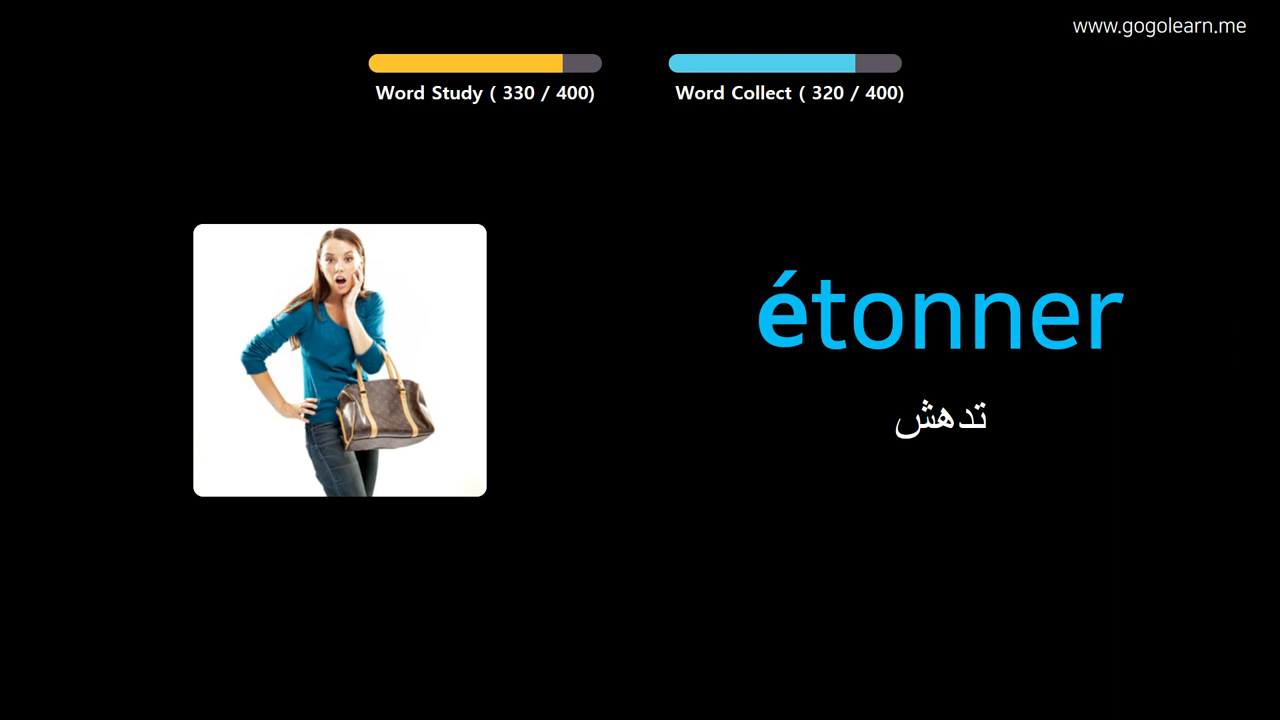 www.gogolearn.me
Word Study ( 330 / 400)
Word Collect ( 320 / 400)
étonner
تدهش